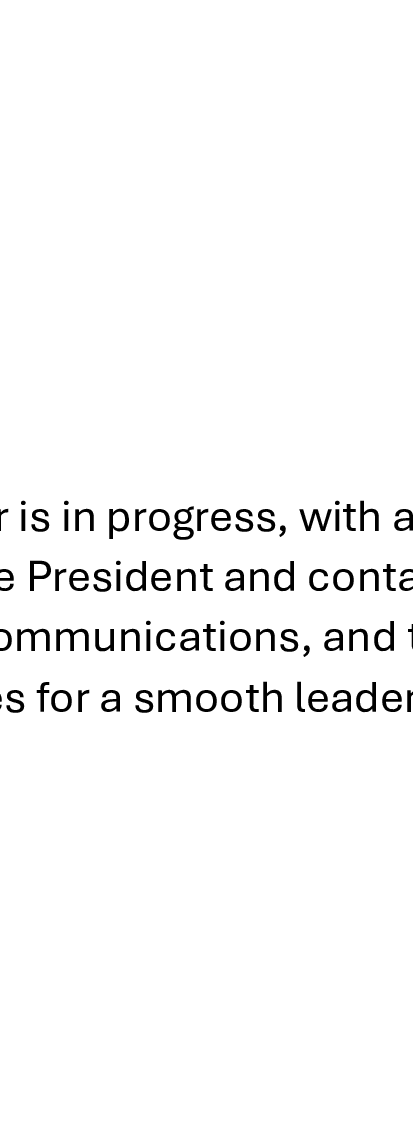 r is in progress, with a
e President and conta
ommunications, and t
es for a smooth leader